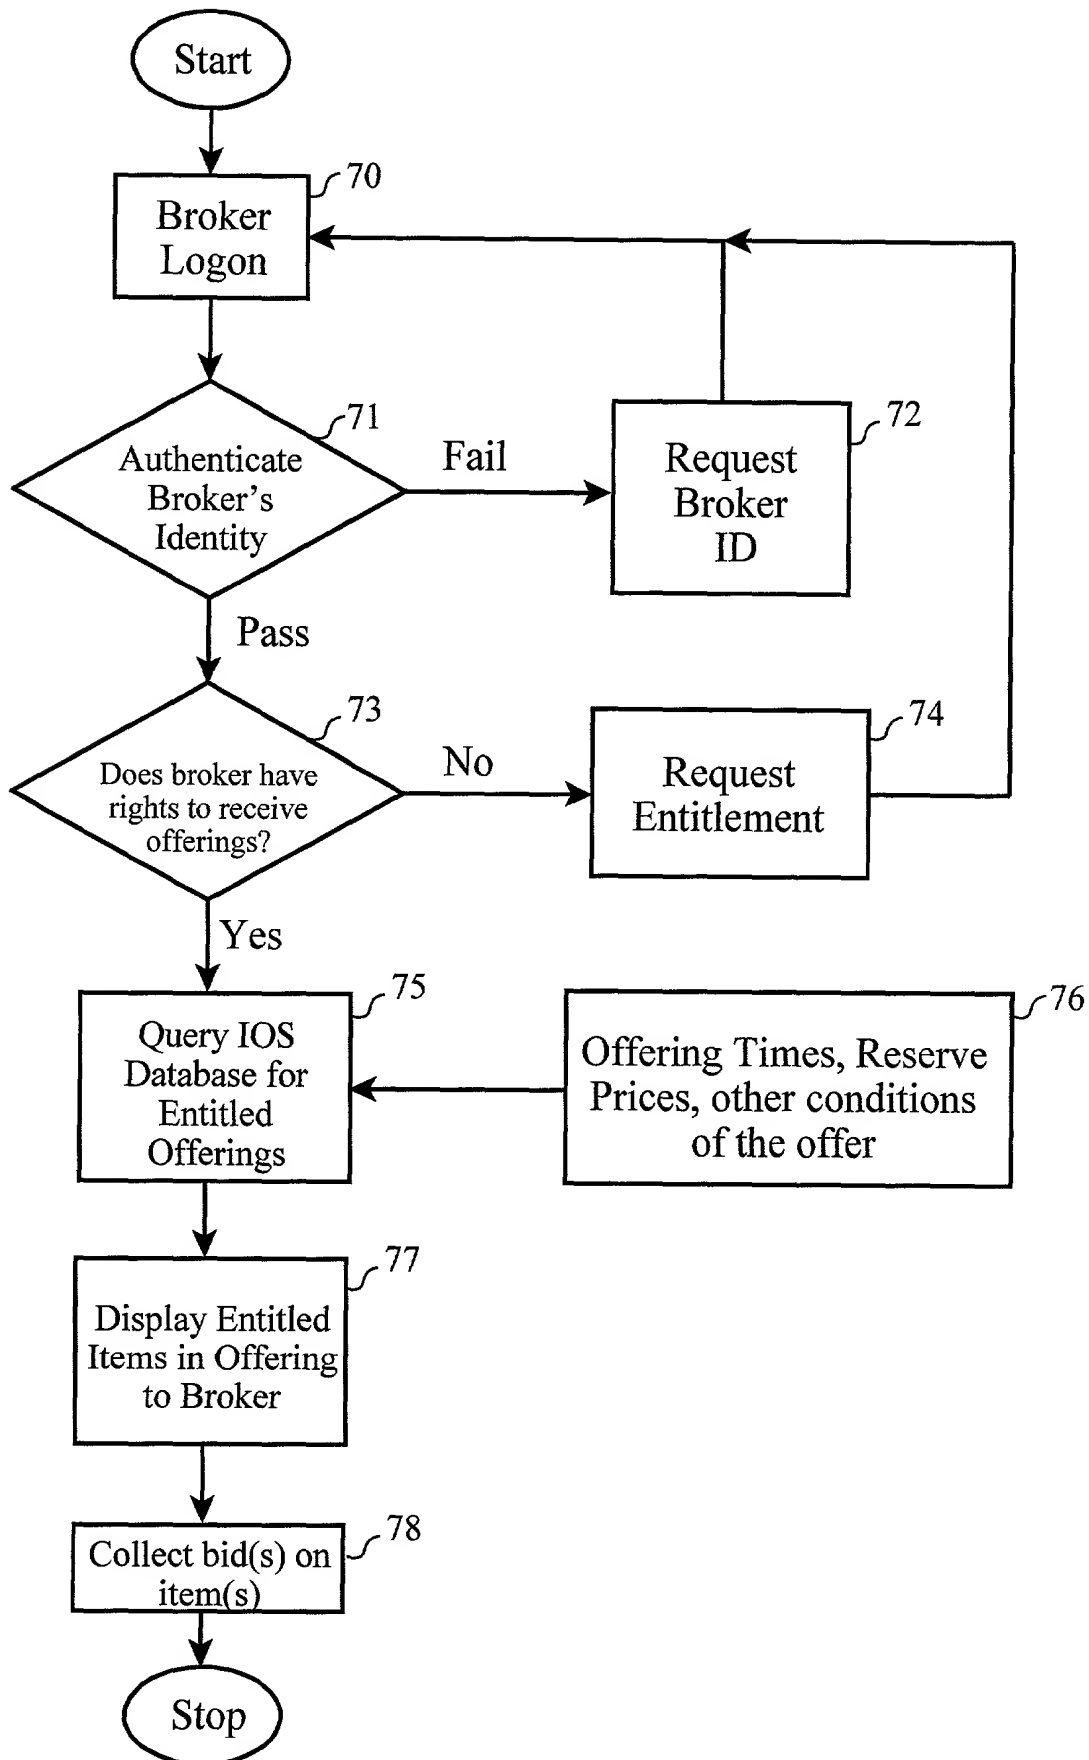 Start
70
Broker
Logon
71
Authenticate
Broker's
Identity
Fail
72
Request
Broker
ID
Pass
73
Does broker have
rights to receive
offerings?
No
74
Request
Entitlement
Yes
75
Query IOS
Database for
Entitled
Offerings
76
Offering Times, Reserve
Prices, other conditions
of the offer
77
Display Entitled
Items in Offering
to Broker
78
Collect bid(s) on
item(s)
Stop